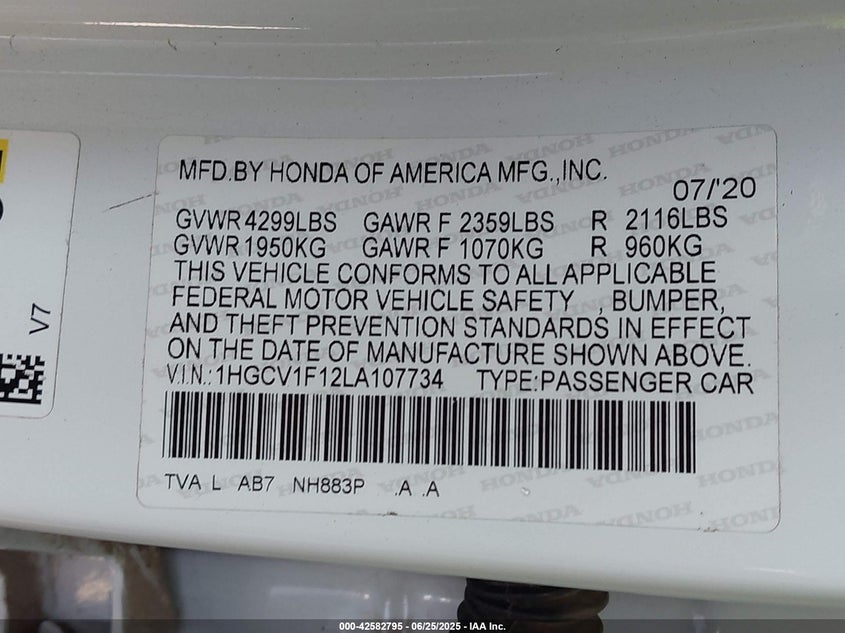 MFD.BY HONDA OF AMERICA MFG.,INC.
07/'20
GVWR 4299LBS GAWR F 2359LBS R 2116LBS
GVWR 1950KG GAWR F 1070KG R 960KG
THIS VEHICLE CONFORMS TO ALL APPLICABLE
FEDERAL MOTOR VEHICLE SAFETY , BUMPER,
AND THEFT PREVENTION STANDARDS IN EFFECT
ON THE DATE OF MANUFACTURE SHOWN ABOVE.
V.I.N.:1HGCV1F12LA107734 TYPE:PASSENGER CAR
TVA L AB7 NH883P .A .A
V7
000-42582795 - 06/25/2025 - IAA Inc.